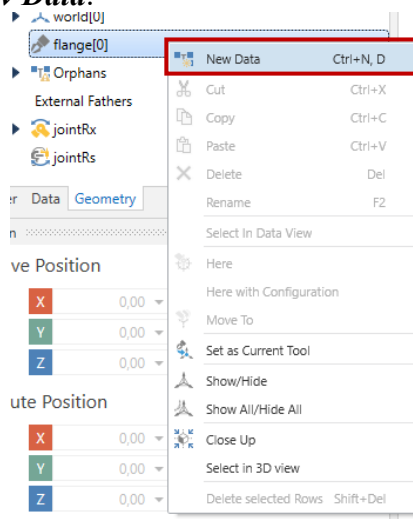 Data.
world[0]
flange[0]
New Data Ctrl+N, D
Orphans
Cut Ctrl+X
External Fathers
Copy Ctrl+C
jointRx
Paste Ctrl+V
jointRs
Delete Del
Data Geometry
Rename F2
Select In Data View
ve Position
Here
Here with Configuration
X 0,00
Move To
Y 0,00
Set as Current Tool
Z 0,00
Show/Hide
ute Position
Show All/Hide All
X 0,00
Close Up
Y 0,00
Select in 3D view
Z 0,00
Delete selected Rows Shift+Del